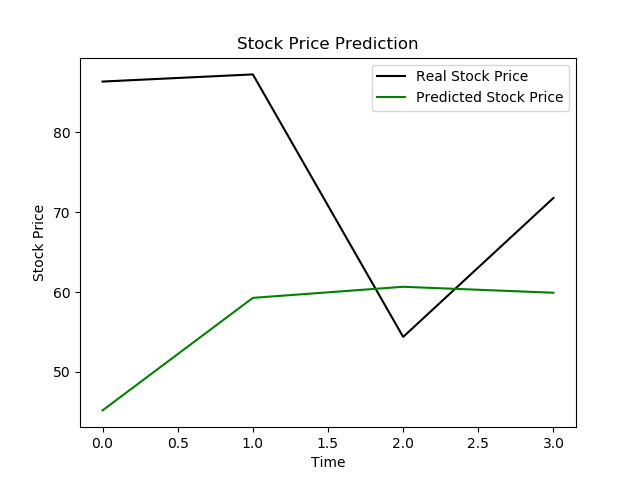 Stock Price Prediction
Real Stock Price
Predicted Stock Price
Stock Price
80
70
60
50
0.0 0.5 1.0 1.5 2.0 2.5 3.0
Time